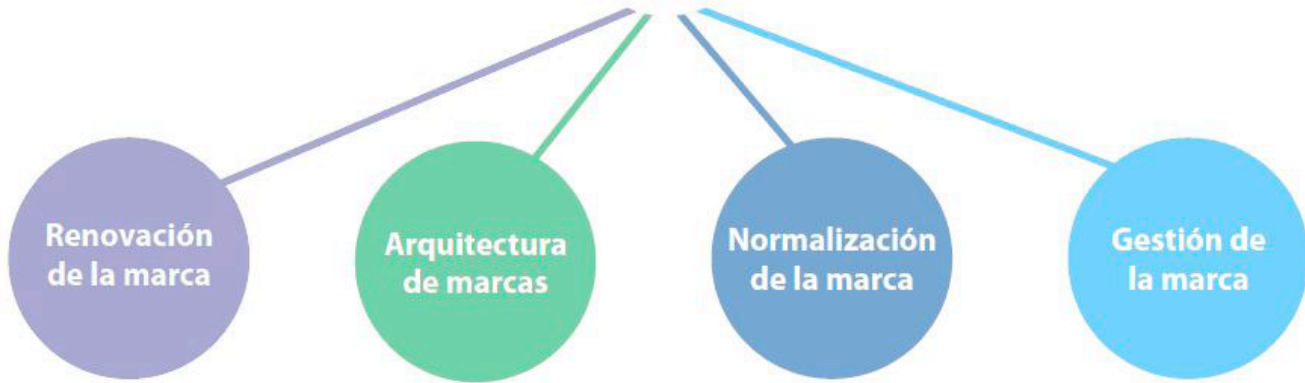 Renovación
de la marca
Arquitectura
de marcas
Normalización
de la marca
Gestión de
la marca